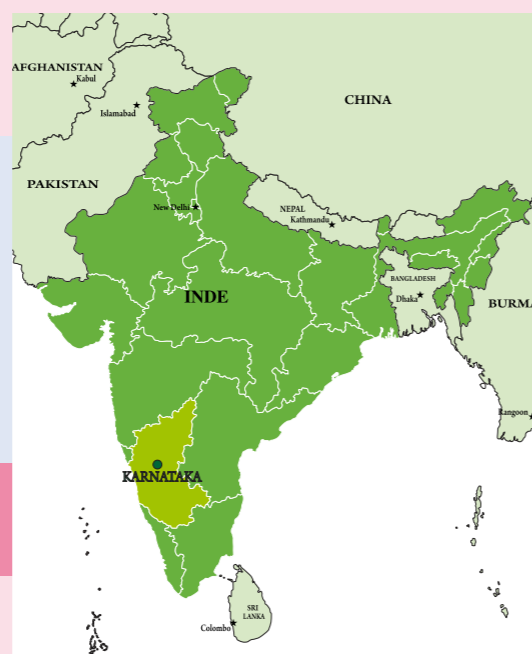 AFGHANISTAN
Kabul
Islamabad
CHINA
PAKISTAN
New Delhi
NEPAL
Kathmandu
INDE
BANGLADESH
Dhaka
BURMA
Rangoon
KARNATAKA
SRI
LANKA
Colombo